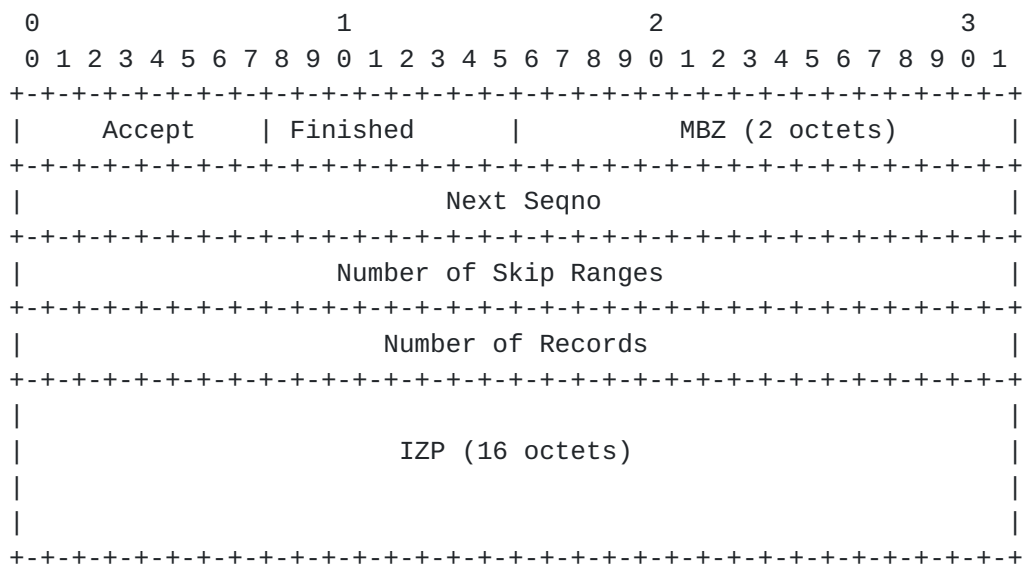 0                   1                   2                   3
 0 1 2 3 4 5 6 7 8 9 0 1 2 3 4 5 6 7 8 9 0 1 2 3 4 5 6 7 8 9 0 1
+-+-+-+-+-+-+-+-+-+-+-+-+-+-+-+-+-+-+-+-+-+-+-+-+-+-+-+-+-+-+-+-+
|     Accept    | Finished      |          MBZ (2 octets)       |
+-+-+-+-+-+-+-+-+-+-+-+-+-+-+-+-+-+-+-+-+-+-+-+-+-+-+-+-+-+-+-+-+
|                           Next Seqno                          |
+-+-+-+-+-+-+-+-+-+-+-+-+-+-+-+-+-+-+-+-+-+-+-+-+-+-+-+-+-+-+-+-+
|                    Number of Skip Ranges                      |
+-+-+-+-+-+-+-+-+-+-+-+-+-+-+-+-+-+-+-+-+-+-+-+-+-+-+-+-+-+-+-+-+
|                       Number of Records                       |
+-+-+-+-+-+-+-+-+-+-+-+-+-+-+-+-+-+-+-+-+-+-+-+-+-+-+-+-+-+-+-+-+
|                                                               |
|                        IZP (16 octets)                        |
|                                                               |
|                                                               |
+-+-+-+-+-+-+-+-+-+-+-+-+-+-+-+-+-+-+-+-+-+-+-+-+-+-+-+-+-+-+-+-+